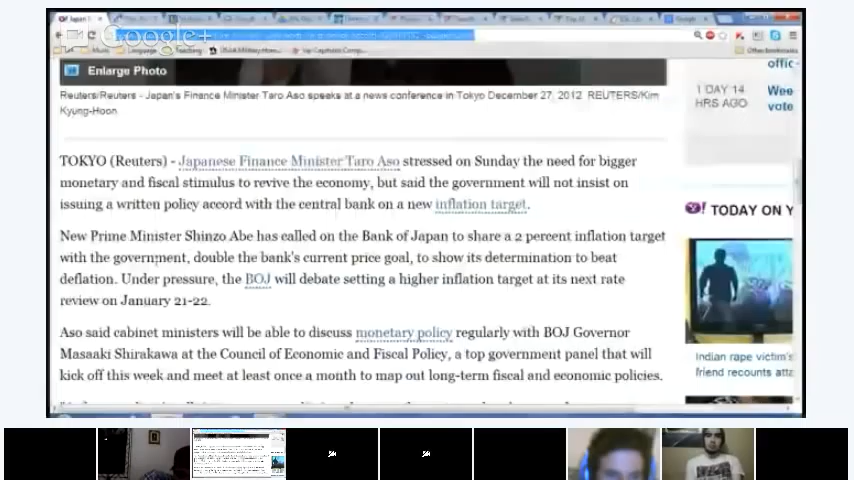 Google+
Enlarge Photo
Reuters/Reuters - Japan's Finance Minister Taro Aso speaks at a news conference in Tokyo December 27, 2012. REUTERS/Kim
Kyung-Hoon
TOKYO (Reuters) - Japanese Finance Minister Taro Aso stressed on Sunday the need for bigger
monetary and fiscal stimulus to revive the economy, but said the government will not insist on
issuing a written policy accord with the central bank on a new inflation target.
New Prime Minister Shinzo Abe has called on the Bank of Japan to share a 2 percent inflation target
with the government, double the bank's current price goal, to show its determination to beat
deflation. Under pressure, the BOJ will debate setting a higher inflation target at its next rate
review on January 21-22.
Aso said cabinet ministers will be able to discuss monetary policy regularly with BOJ Governor
Masaaki Shirakawa at the Council of Economic and Fiscal Policy, a top government panel that will
kick off this week and meet at least once a month to map out long-term fiscal and economic policies.
offic
1 DAY 14
HRS AGO
Wee
vote
Y! TODAY ON Y
Indian rape victim's
friend recounts atta